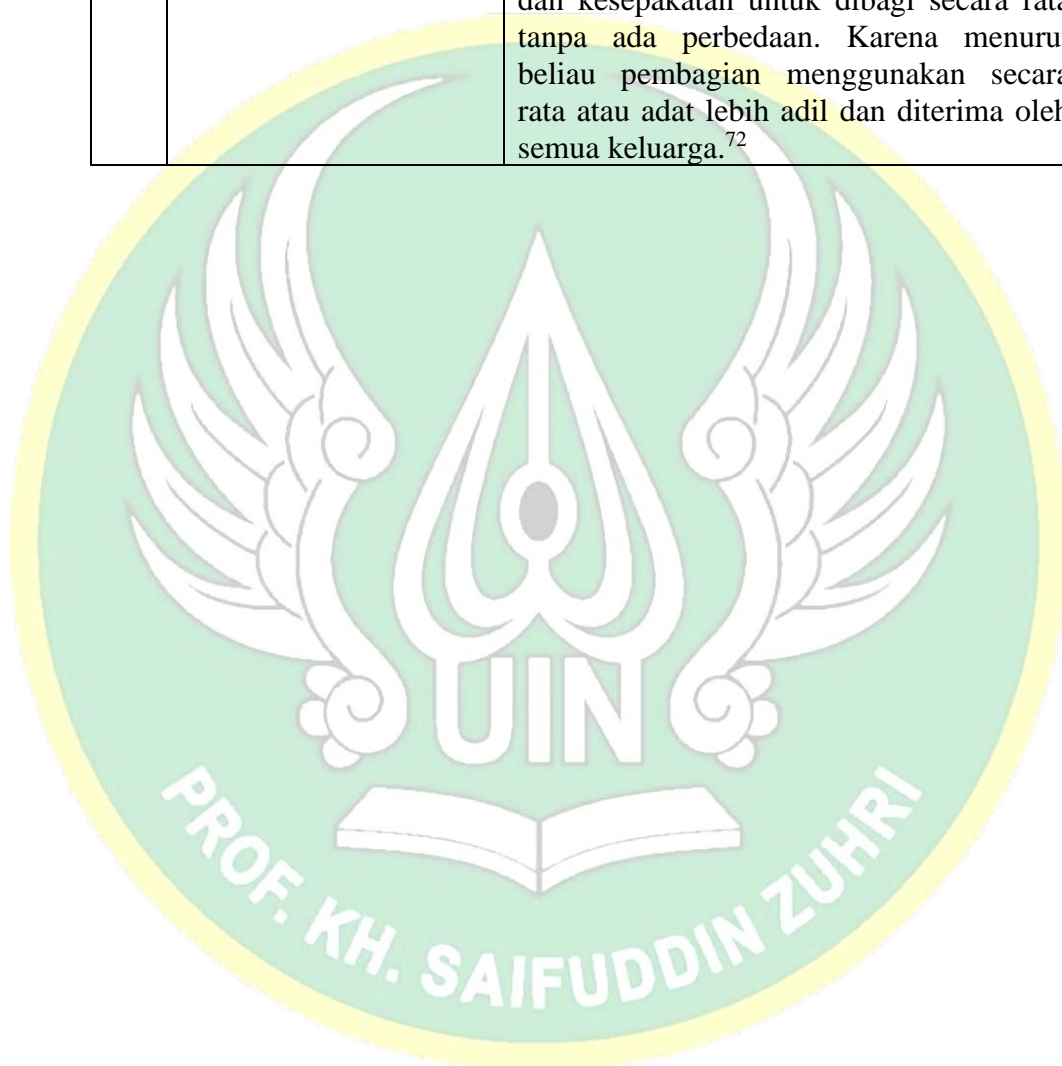 dan kesepakatan untuk dibagi secara rata
tanpa ada perbedaan. Karena menuru
beliau pembagian menggunakan secara
rata atau adat lebih adil dan diterima oleh
semua keluarga.72
UIN
PROF. KH. SAIFUDDIN ZUHRI